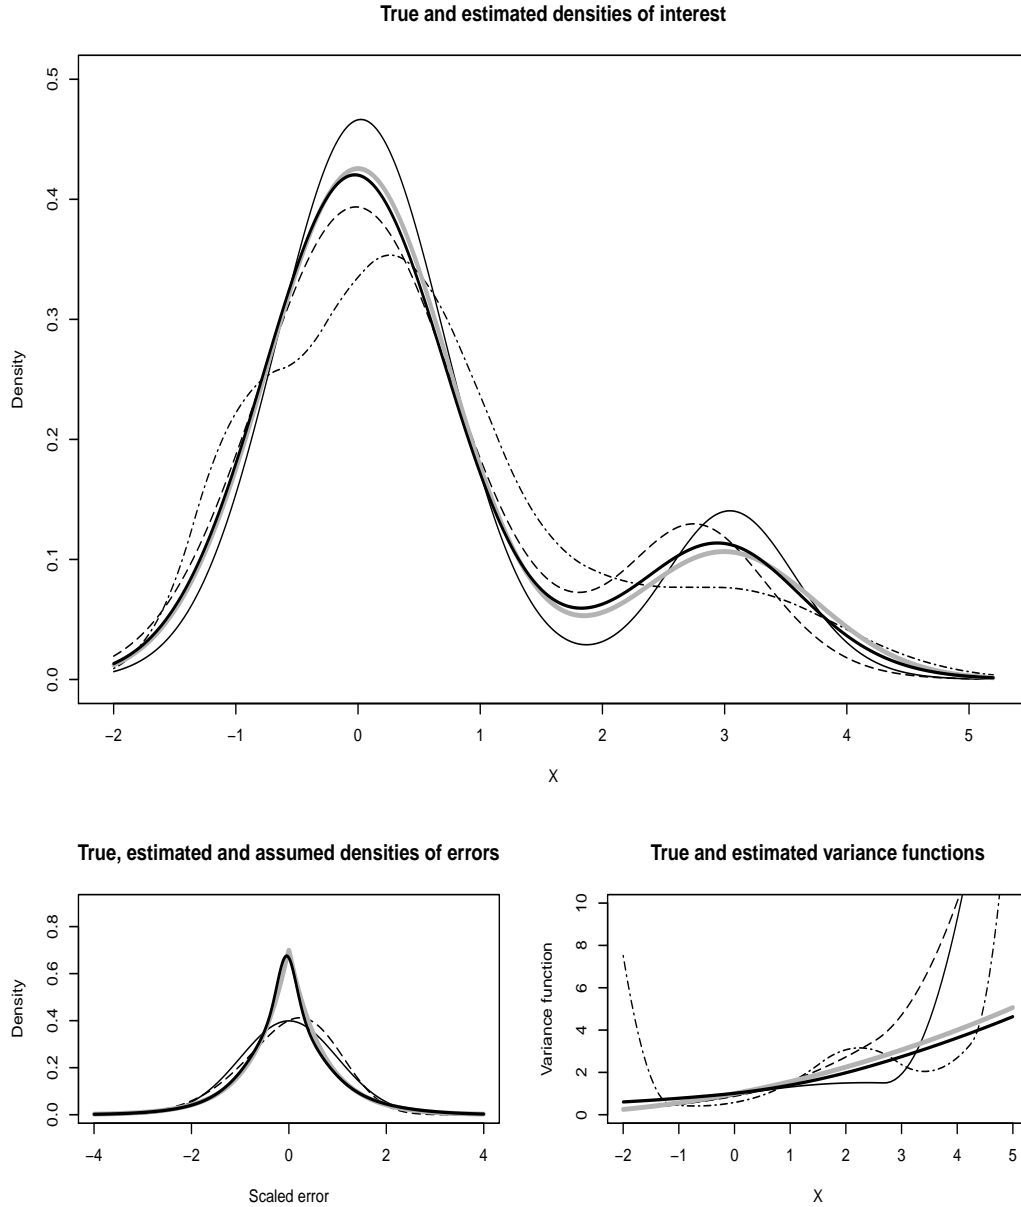 True and estimated densities of interest
0.5
0.4
0.3
0.2
0.1
0.0
Density
−2 −1 0 1 2 3 4 5
X
True, estimated and assumed densities of errors
0.8
0.6
0.4
0.2
0.0
Density
−4 −2 0 2 4
Scaled error
True and estimated variance functions
10
8
6
4
2
0
Variance function
−2 −1 0 1 2 3 4 5
X